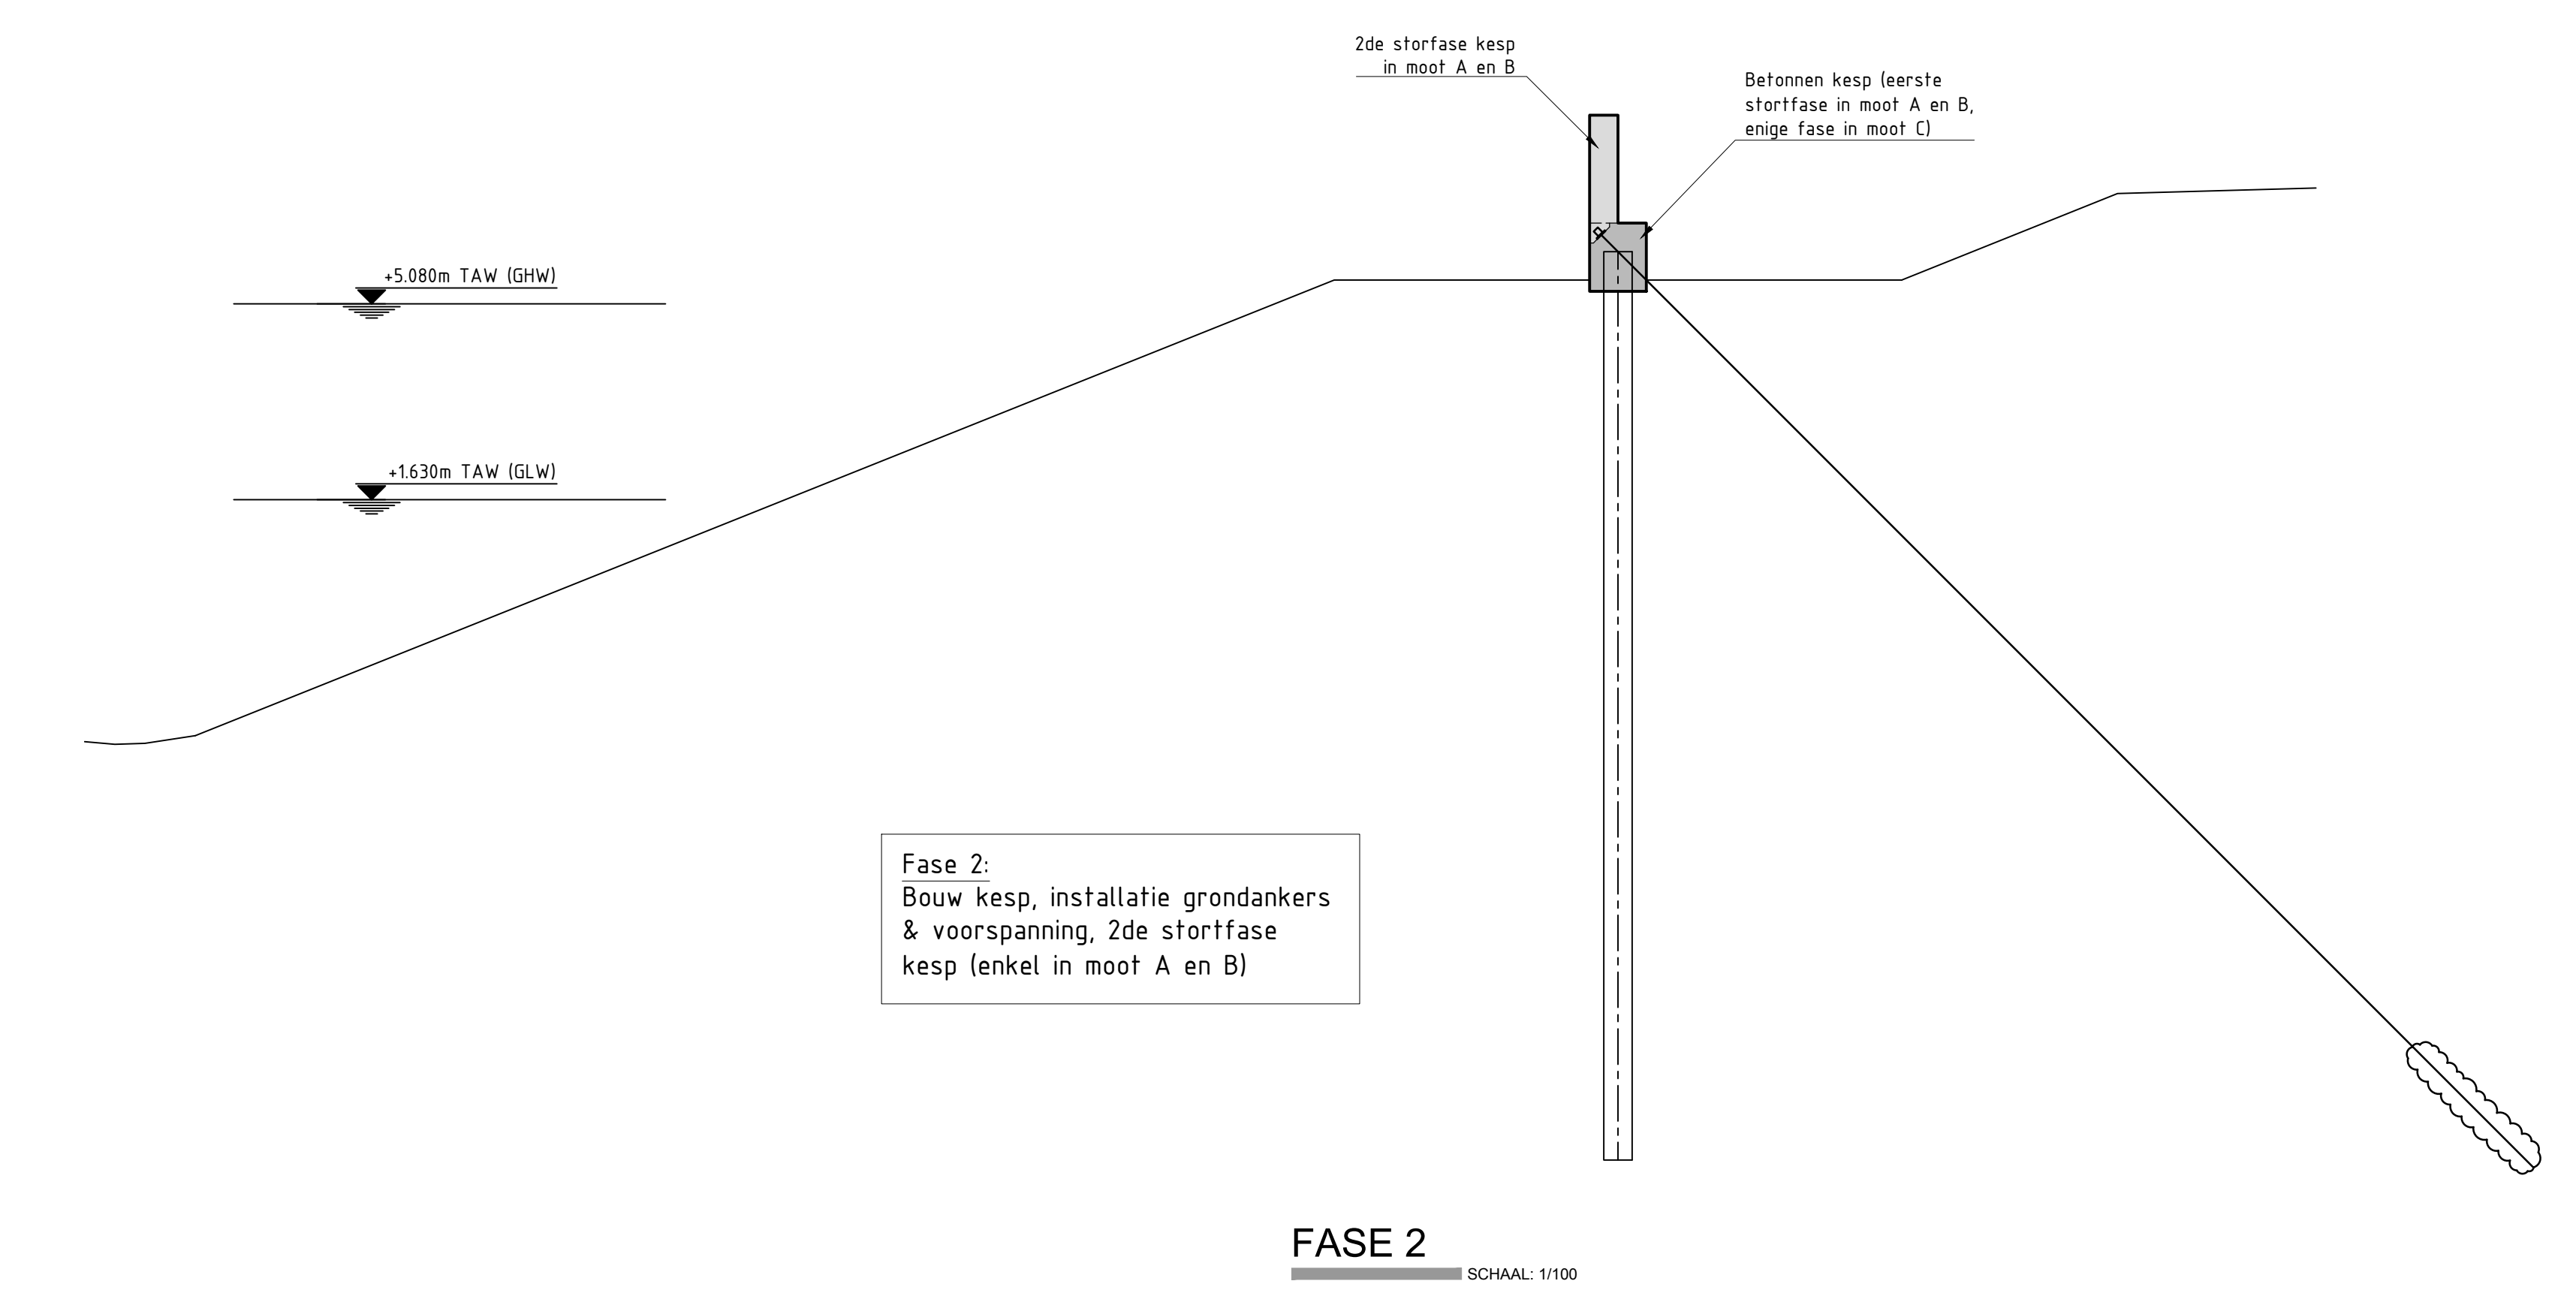 2de storfase kesp
in moot A en B
Betonnen kesp (eerste
stortfase in moot A en B,
enige fase in moot C)
+5.080m TAW (GHW)
+1.630m TAW (GLW)
Fase 2:
Bouw kesp, installatie grondankers
& voorspanning, 2de stortfase
kesp (enkel in moot A en B)
FASE 2
SCHAAL: 1/100